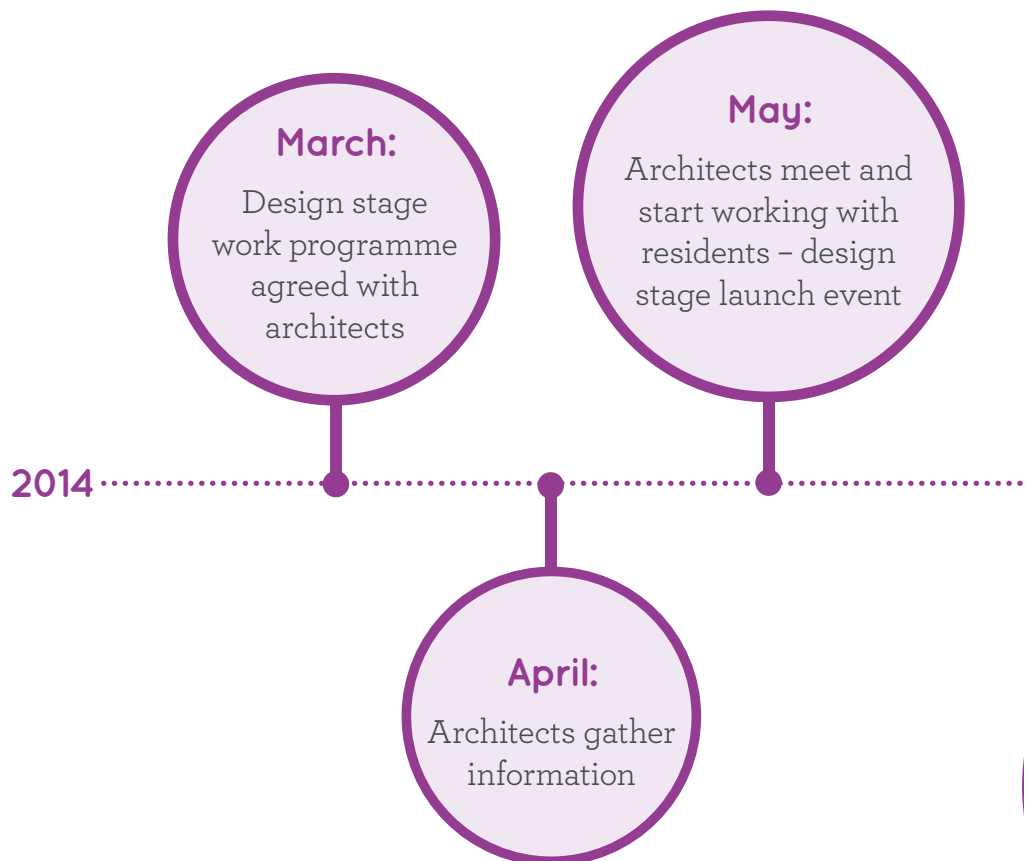 March:
Design stage
work programme
agreed with
architects
May:
Architects meet and
start working with
residents – design
stage launch event
2014
April:
Architects gather
information